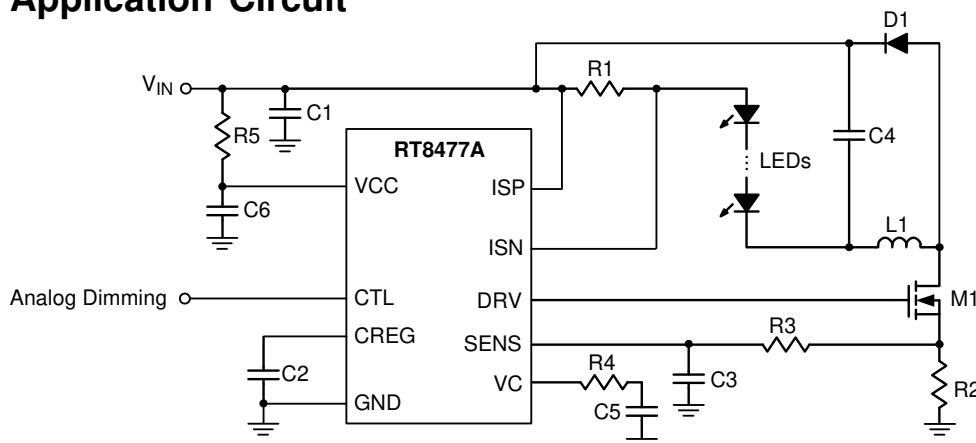 Application Circuit
D1
VIN
R1
C1
R5
RT8477A
C4
LEDs
VCC
ISP
C6
L1
ISN
Analog Dimming
CTL
DRV
M1
CREG
SENS
R3
R4
C2
VC
C3
R2
GND
C5